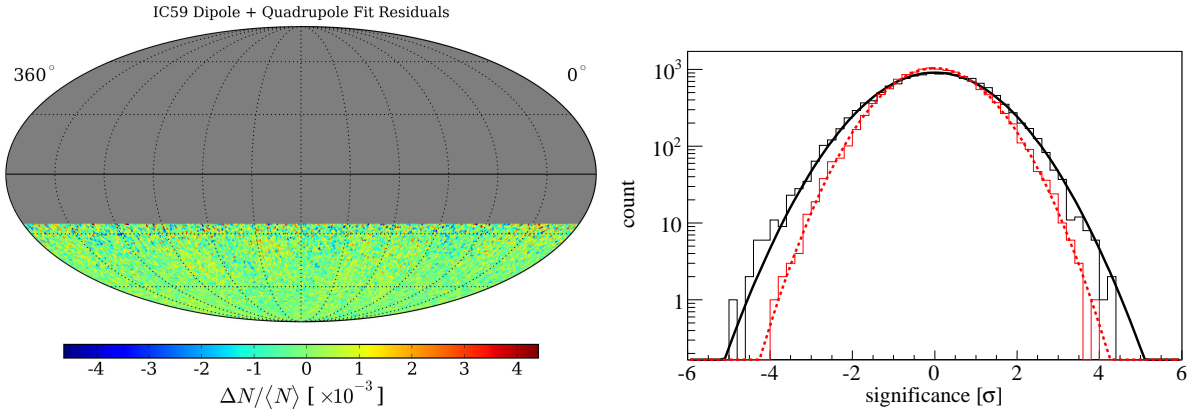 IC59 Dipole + Quadrupole Fit Residuals
360°
0°
-4 -3 -2 -1 0 1 2 3 4
ΔN/⟨N⟩ [ ×10⁻³ ]
count
10³
10²
10
1
-6 -4 -2 0 2 4 6
significance [σ]